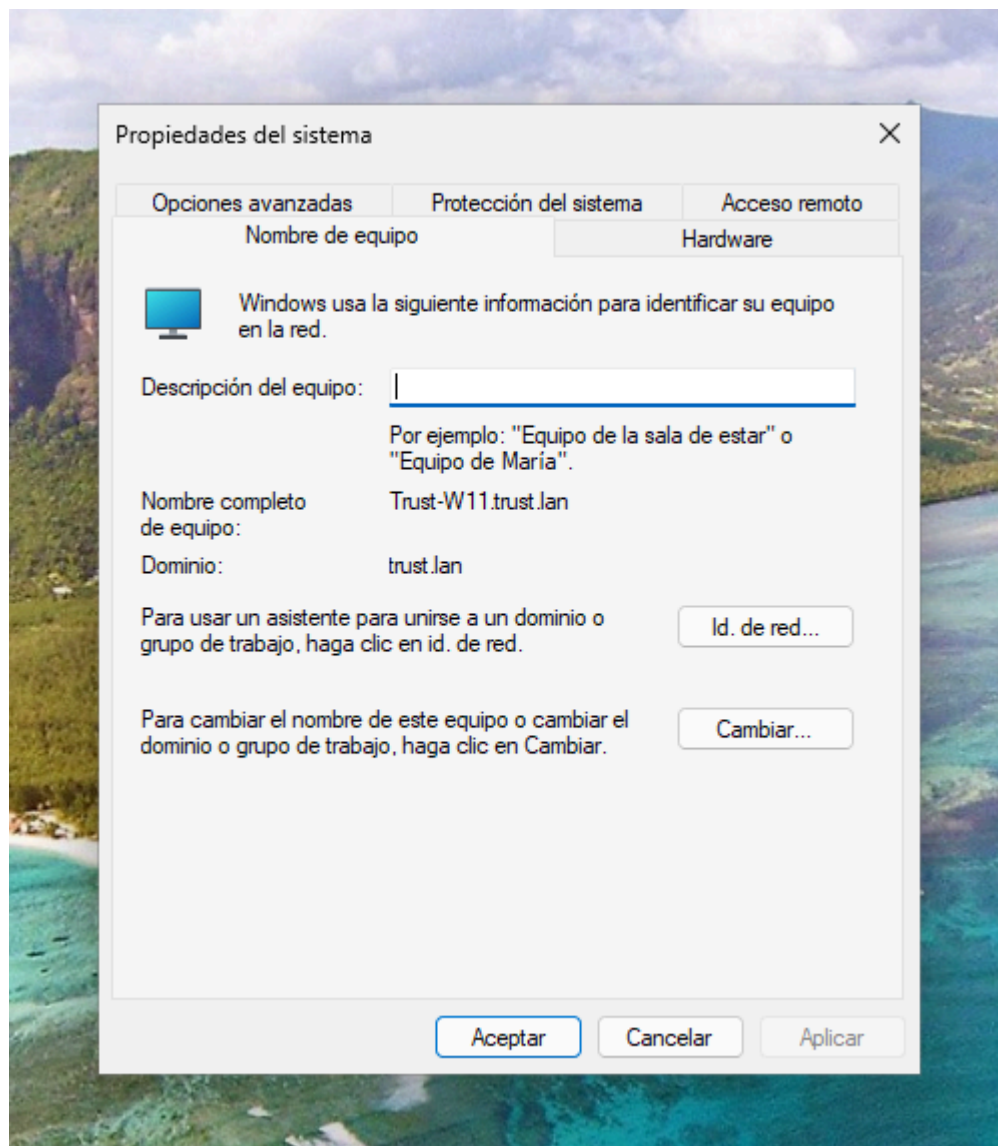 Propiedades del sistema
Opciones avanzadas
Protección del sistema
Acceso remoto
Nombre de equipo
Hardware
Windows usa la siguiente información para identificar su equipo
en la red.
Descripción del equipo:
Por ejemplo: "Equipo de la sala de estar" o
"Equipo de María".
Nombre completo
de equipo:
Trust-W11.trust.lan
Dominio:
trust.lan
Para usar un asistente para unirse a un dominio o
grupo de trabajo, haga clic en id. de red.
Id. de red...
Para cambiar el nombre de este equipo o cambiar el
dominio o grupo de trabajo, haga clic en Cambiar.
Cambiar...
Aceptar
Cancelar
Aplicar